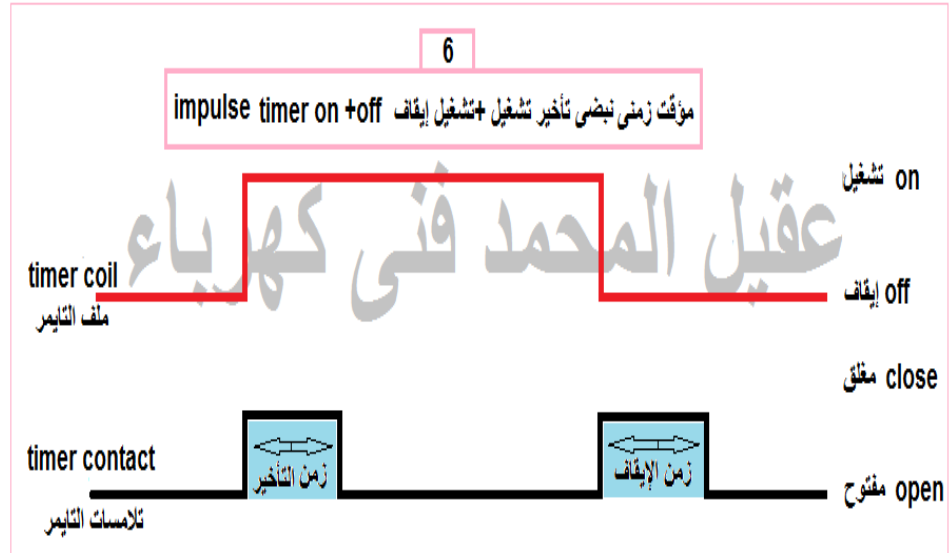 6
مؤقت زمنى نبضى تأخير تشغيل +تشغيل إيقاف impulse timer on +off
تشغيل on
عقيل المحمد فنى كهرباء
timer coil
ملف التايمر
إيقاف off
مغلق close
timer contact
تلامسات التايمر
زمن التأخير
زمن الإيقاف
مفتوح open